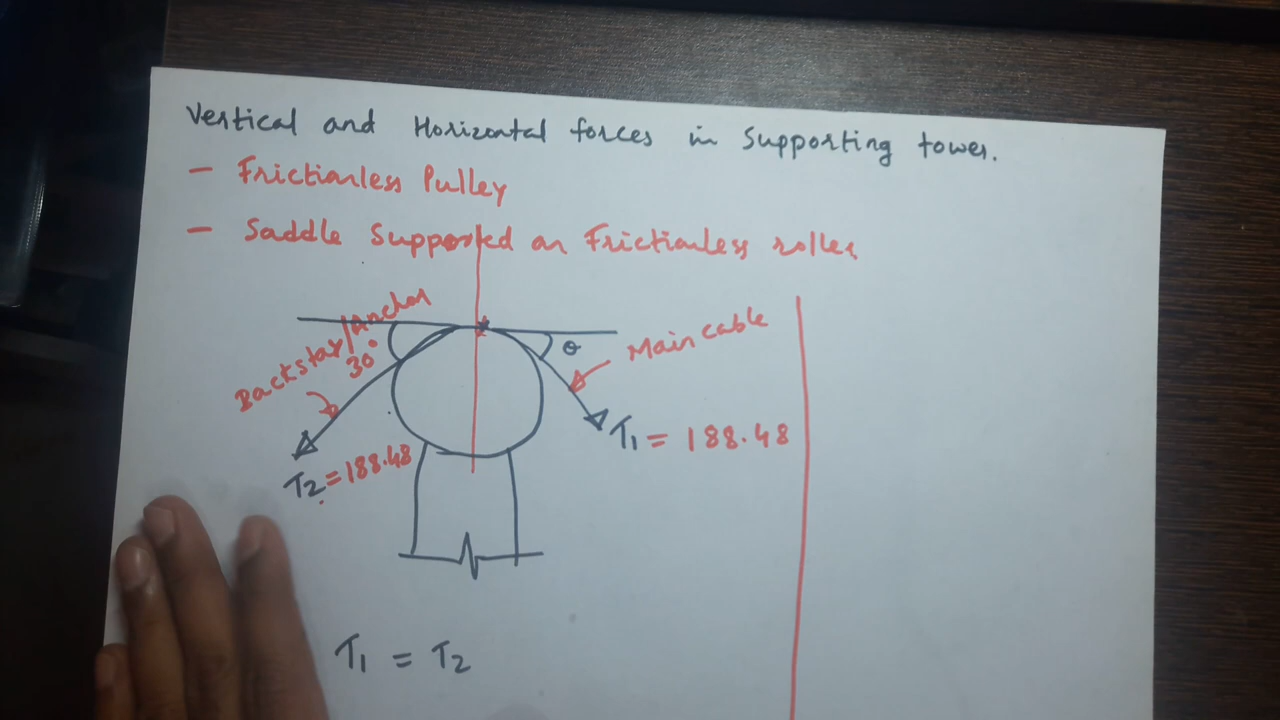 Vertical and Horizontal forces in Supporting tower.
- Frictionless Pulley
- Saddle Supported on Frictionless roller
Backstay/Anchor
30°
θ
Main cable
T1 = 188.48
T2 = 188.48
T1 = T2